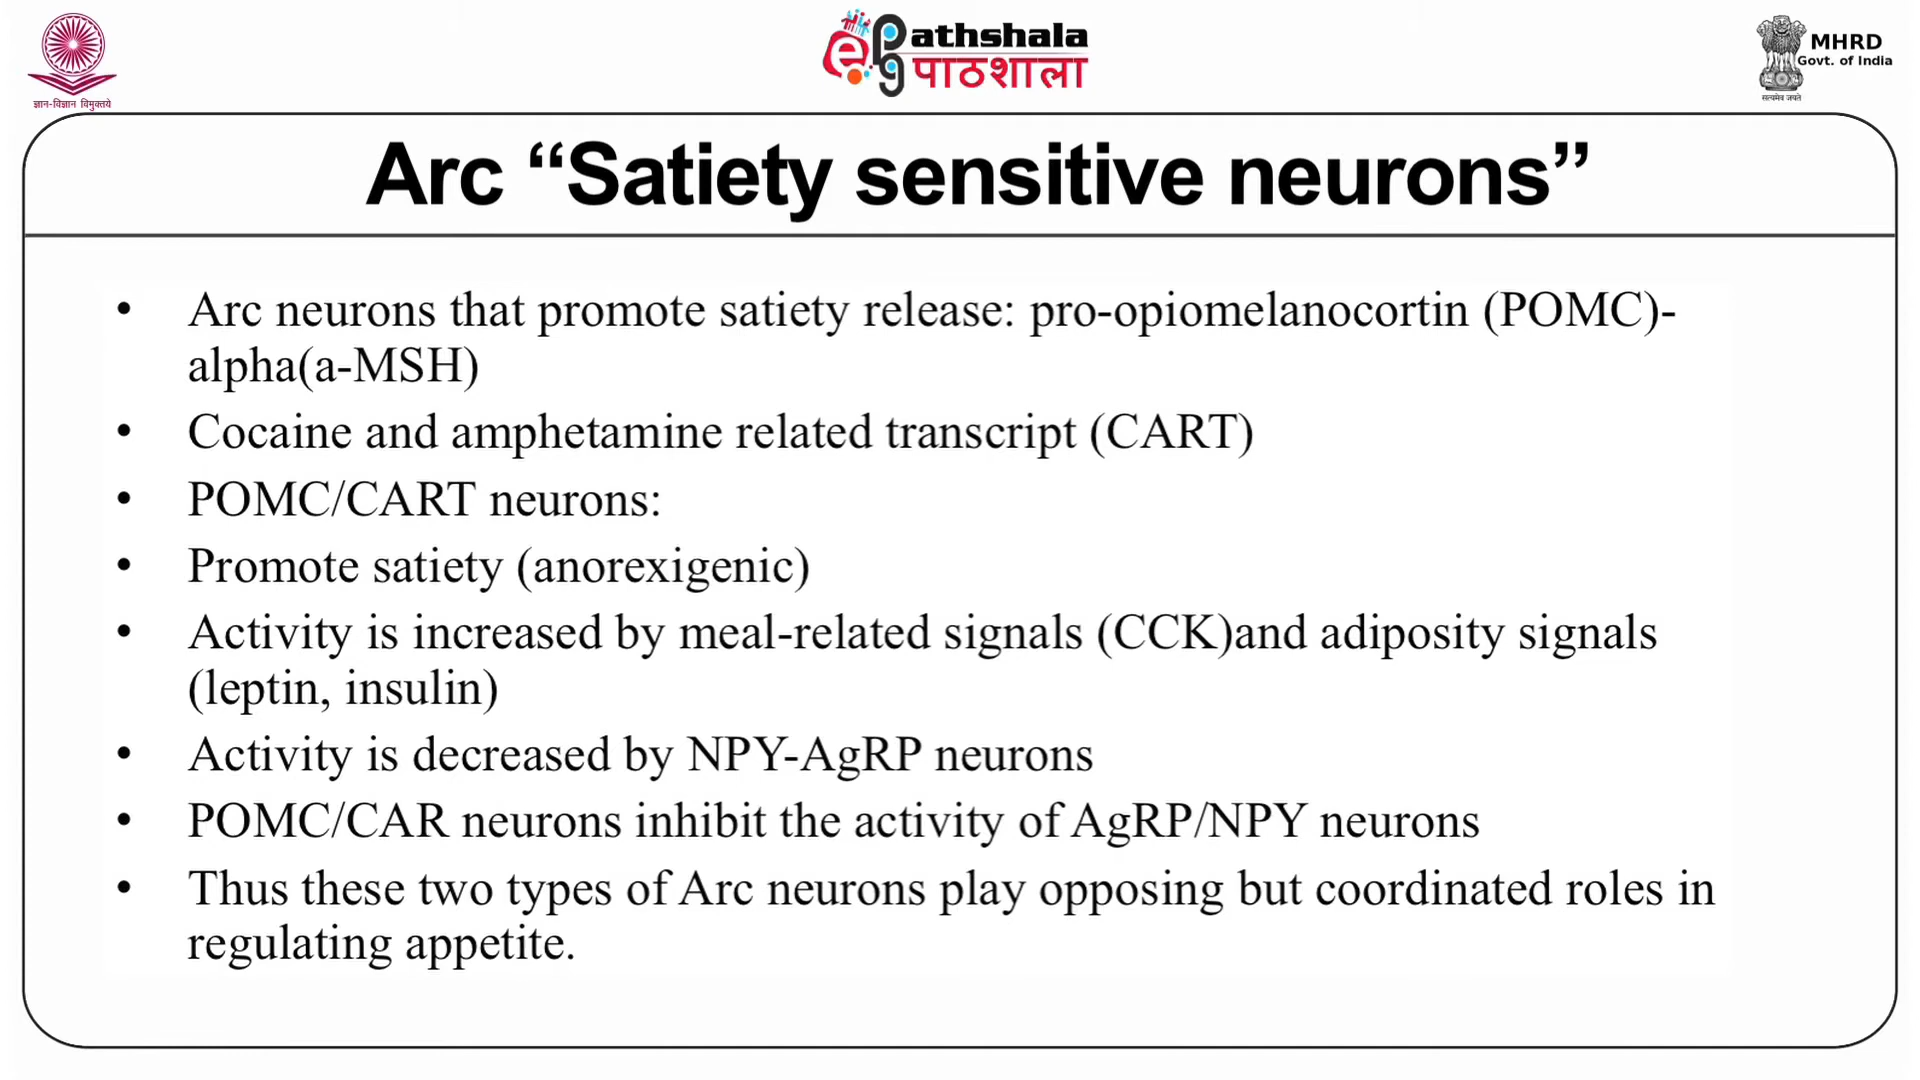 ज्ञान-विज्ञान विमुक्तये
ePathshala
पाठशाला
MHRD
Govt. of India
सत्यमेव जयते
Arc “Satiety sensitive neurons”
• Arc neurons that promote satiety release: pro-opiomelanocortin (POMC)-
alpha(a-MSH)
• Cocaine and amphetamine related transcript (CART)
• POMC/CART neurons:
• Promote satiety (anorexigenic)
• Activity is increased by meal-related signals (CCK)and adiposity signals
(leptin, insulin)
• Activity is decreased by NPY-AgRP neurons
• POMC/CAR neurons inhibit the activity of AgRP/NPY neurons
• Thus these two types of Arc neurons play opposing but coordinated roles in
regulating appetite.